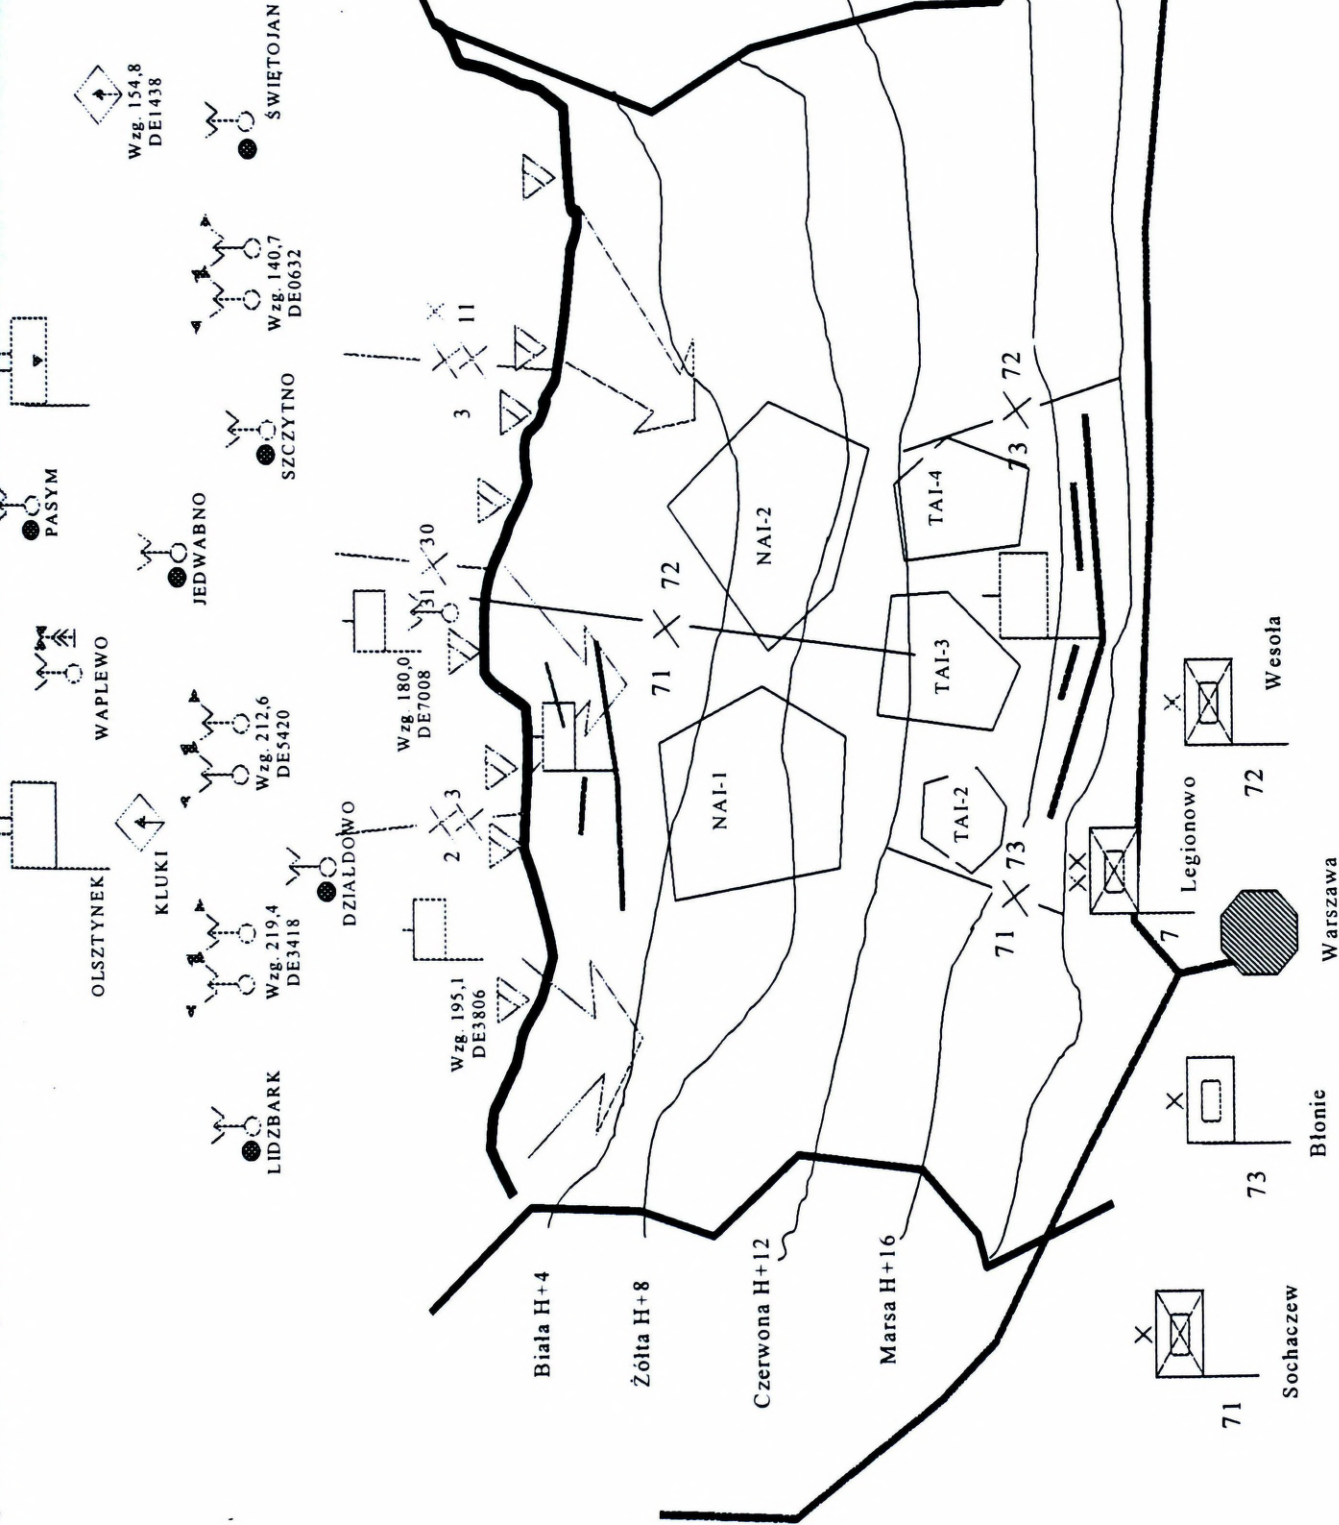 PASYM
OLSZTYNEK
WAPLEWO
Wzg. 154,8
DE1438
KLUKI
JEDWABNO
LIDZBARK
Wzg. 219,4
DE3418
Wzg. 212,6
DE5420
SZCZYTNO
Wzg. 140,7
DE0632
ŚWIĘTOJAN
DZIAŁDOWO
Wzg. 180,0
DE7008
31
30
2
3
3
11
Wzg. 195,1
DE3806
Biała H+4
Żółta H+8
71
72
NAI-1
NAI-2
Czerwona H+12
Marsa H+16
TAI-2
TAI-3
TAI-4
71
73
73
72
7
Legionowo
71
Sochaczew
73
Błonie
72
Wesoła
Warszawa